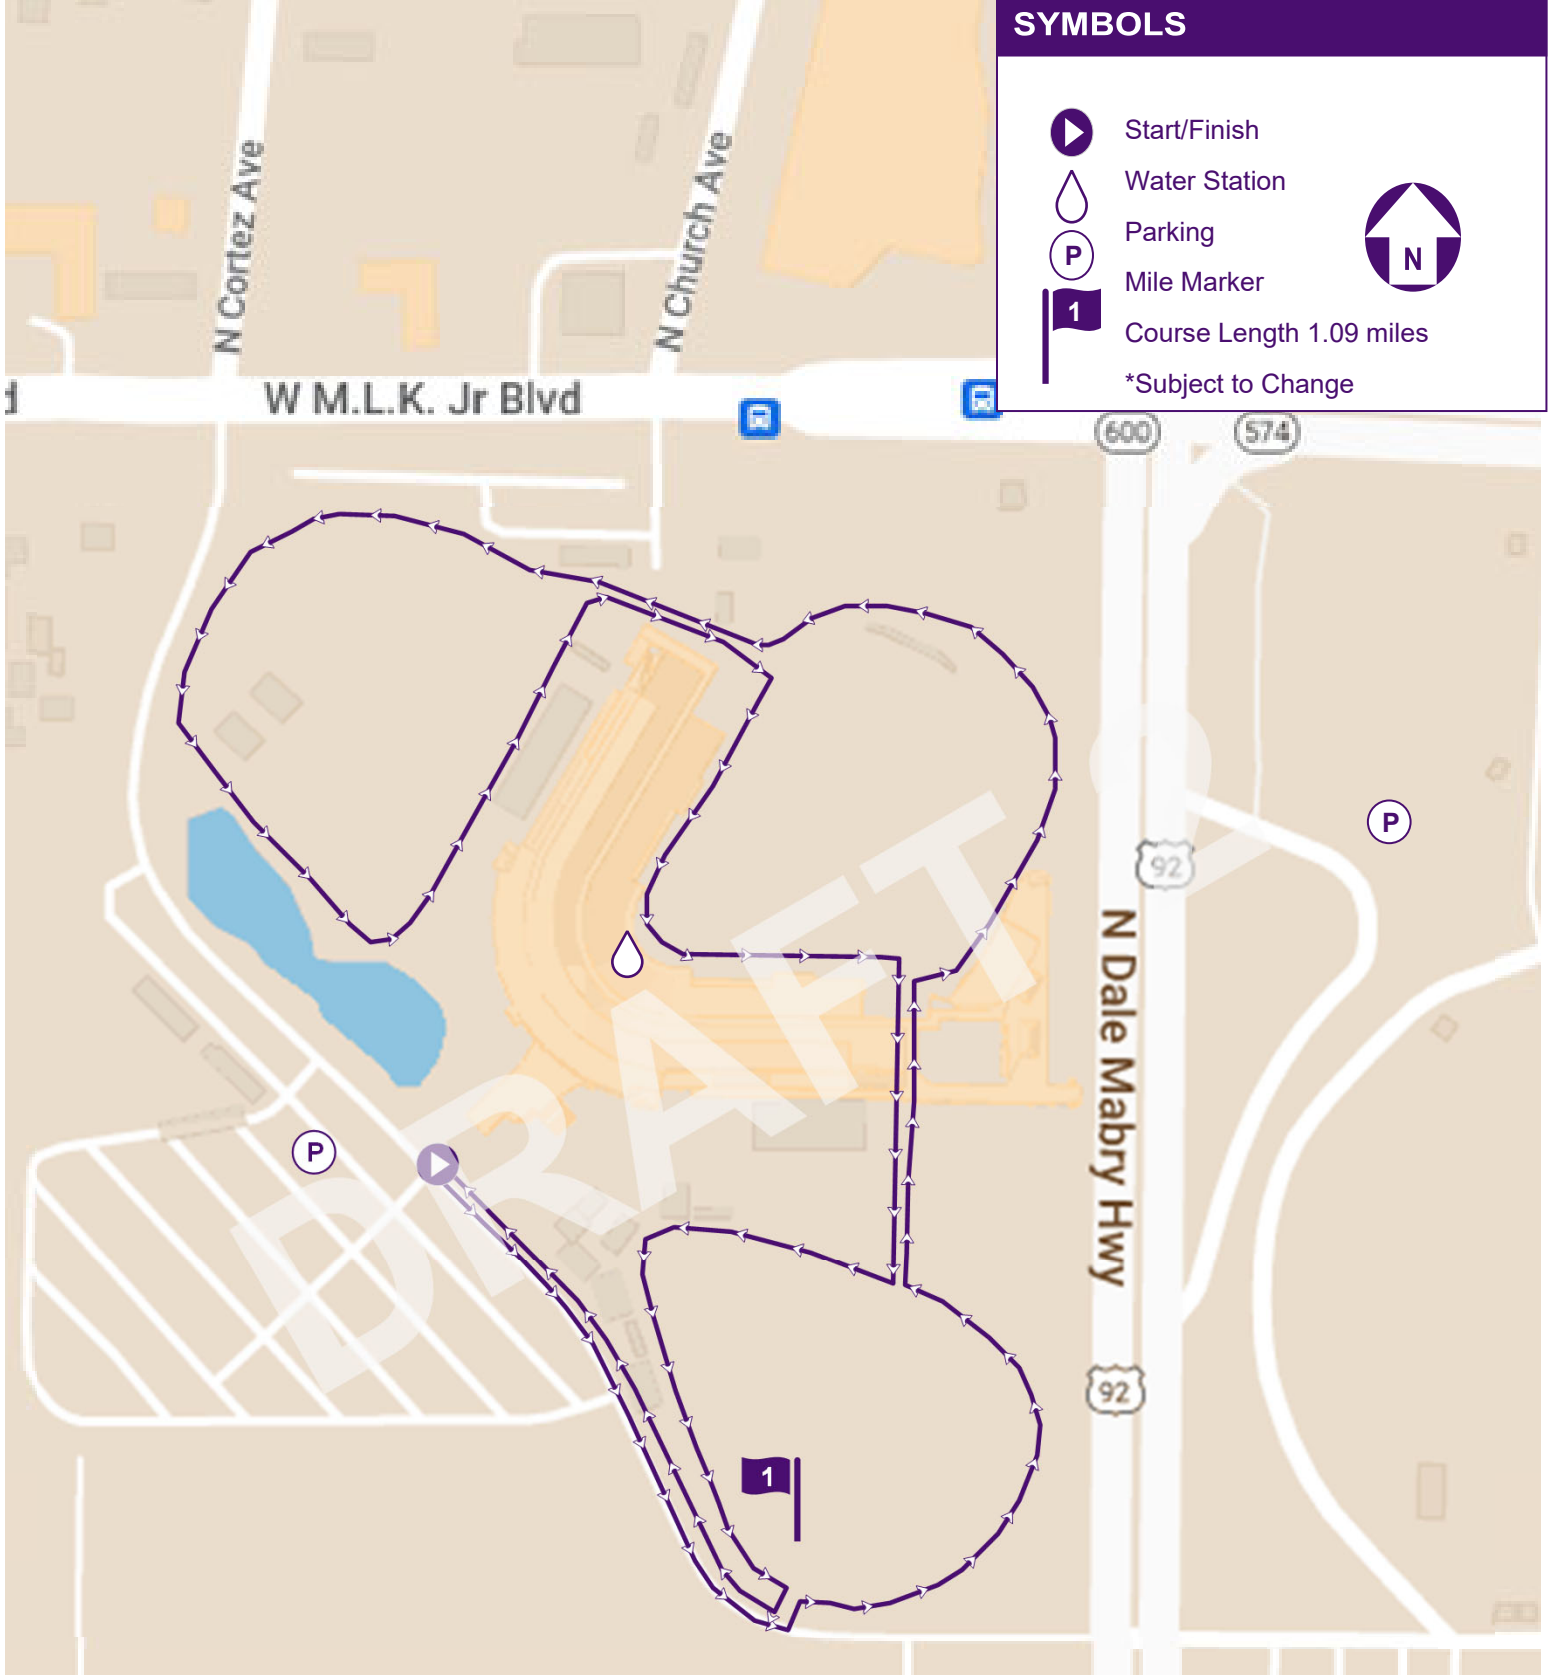 SYMBOLS
Start/Finish
Water Station
P
Parking
N
Mile Marker
1
Course Length 1.09 miles
*Subject to Change
N Cortez Ave
N Church Ave
d
W M.L.K. Jr Blvd
600
574
P
92
N Dale Mabry Hwy
P
92
1
DRAFT 2